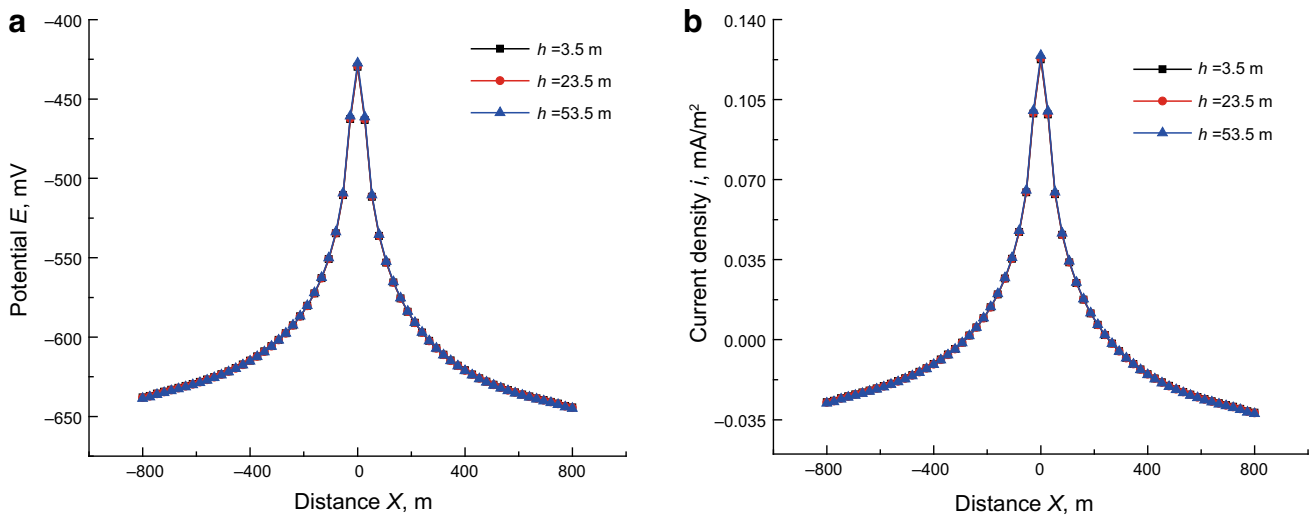 a
−400
−450
−500
−550
−600
−650
Potential E, mV
h =3.5 m
h =23.5 m
h =53.5 m
−800
−400
0
400
800
Distance X, m
b
0.140
0.105
0.070
0.035
0.000
−0.035
Current density i, mA/m²
h =3.5 m
h =23.5 m
h =53.5 m
−800
−400
0
400
800
Distance X, m